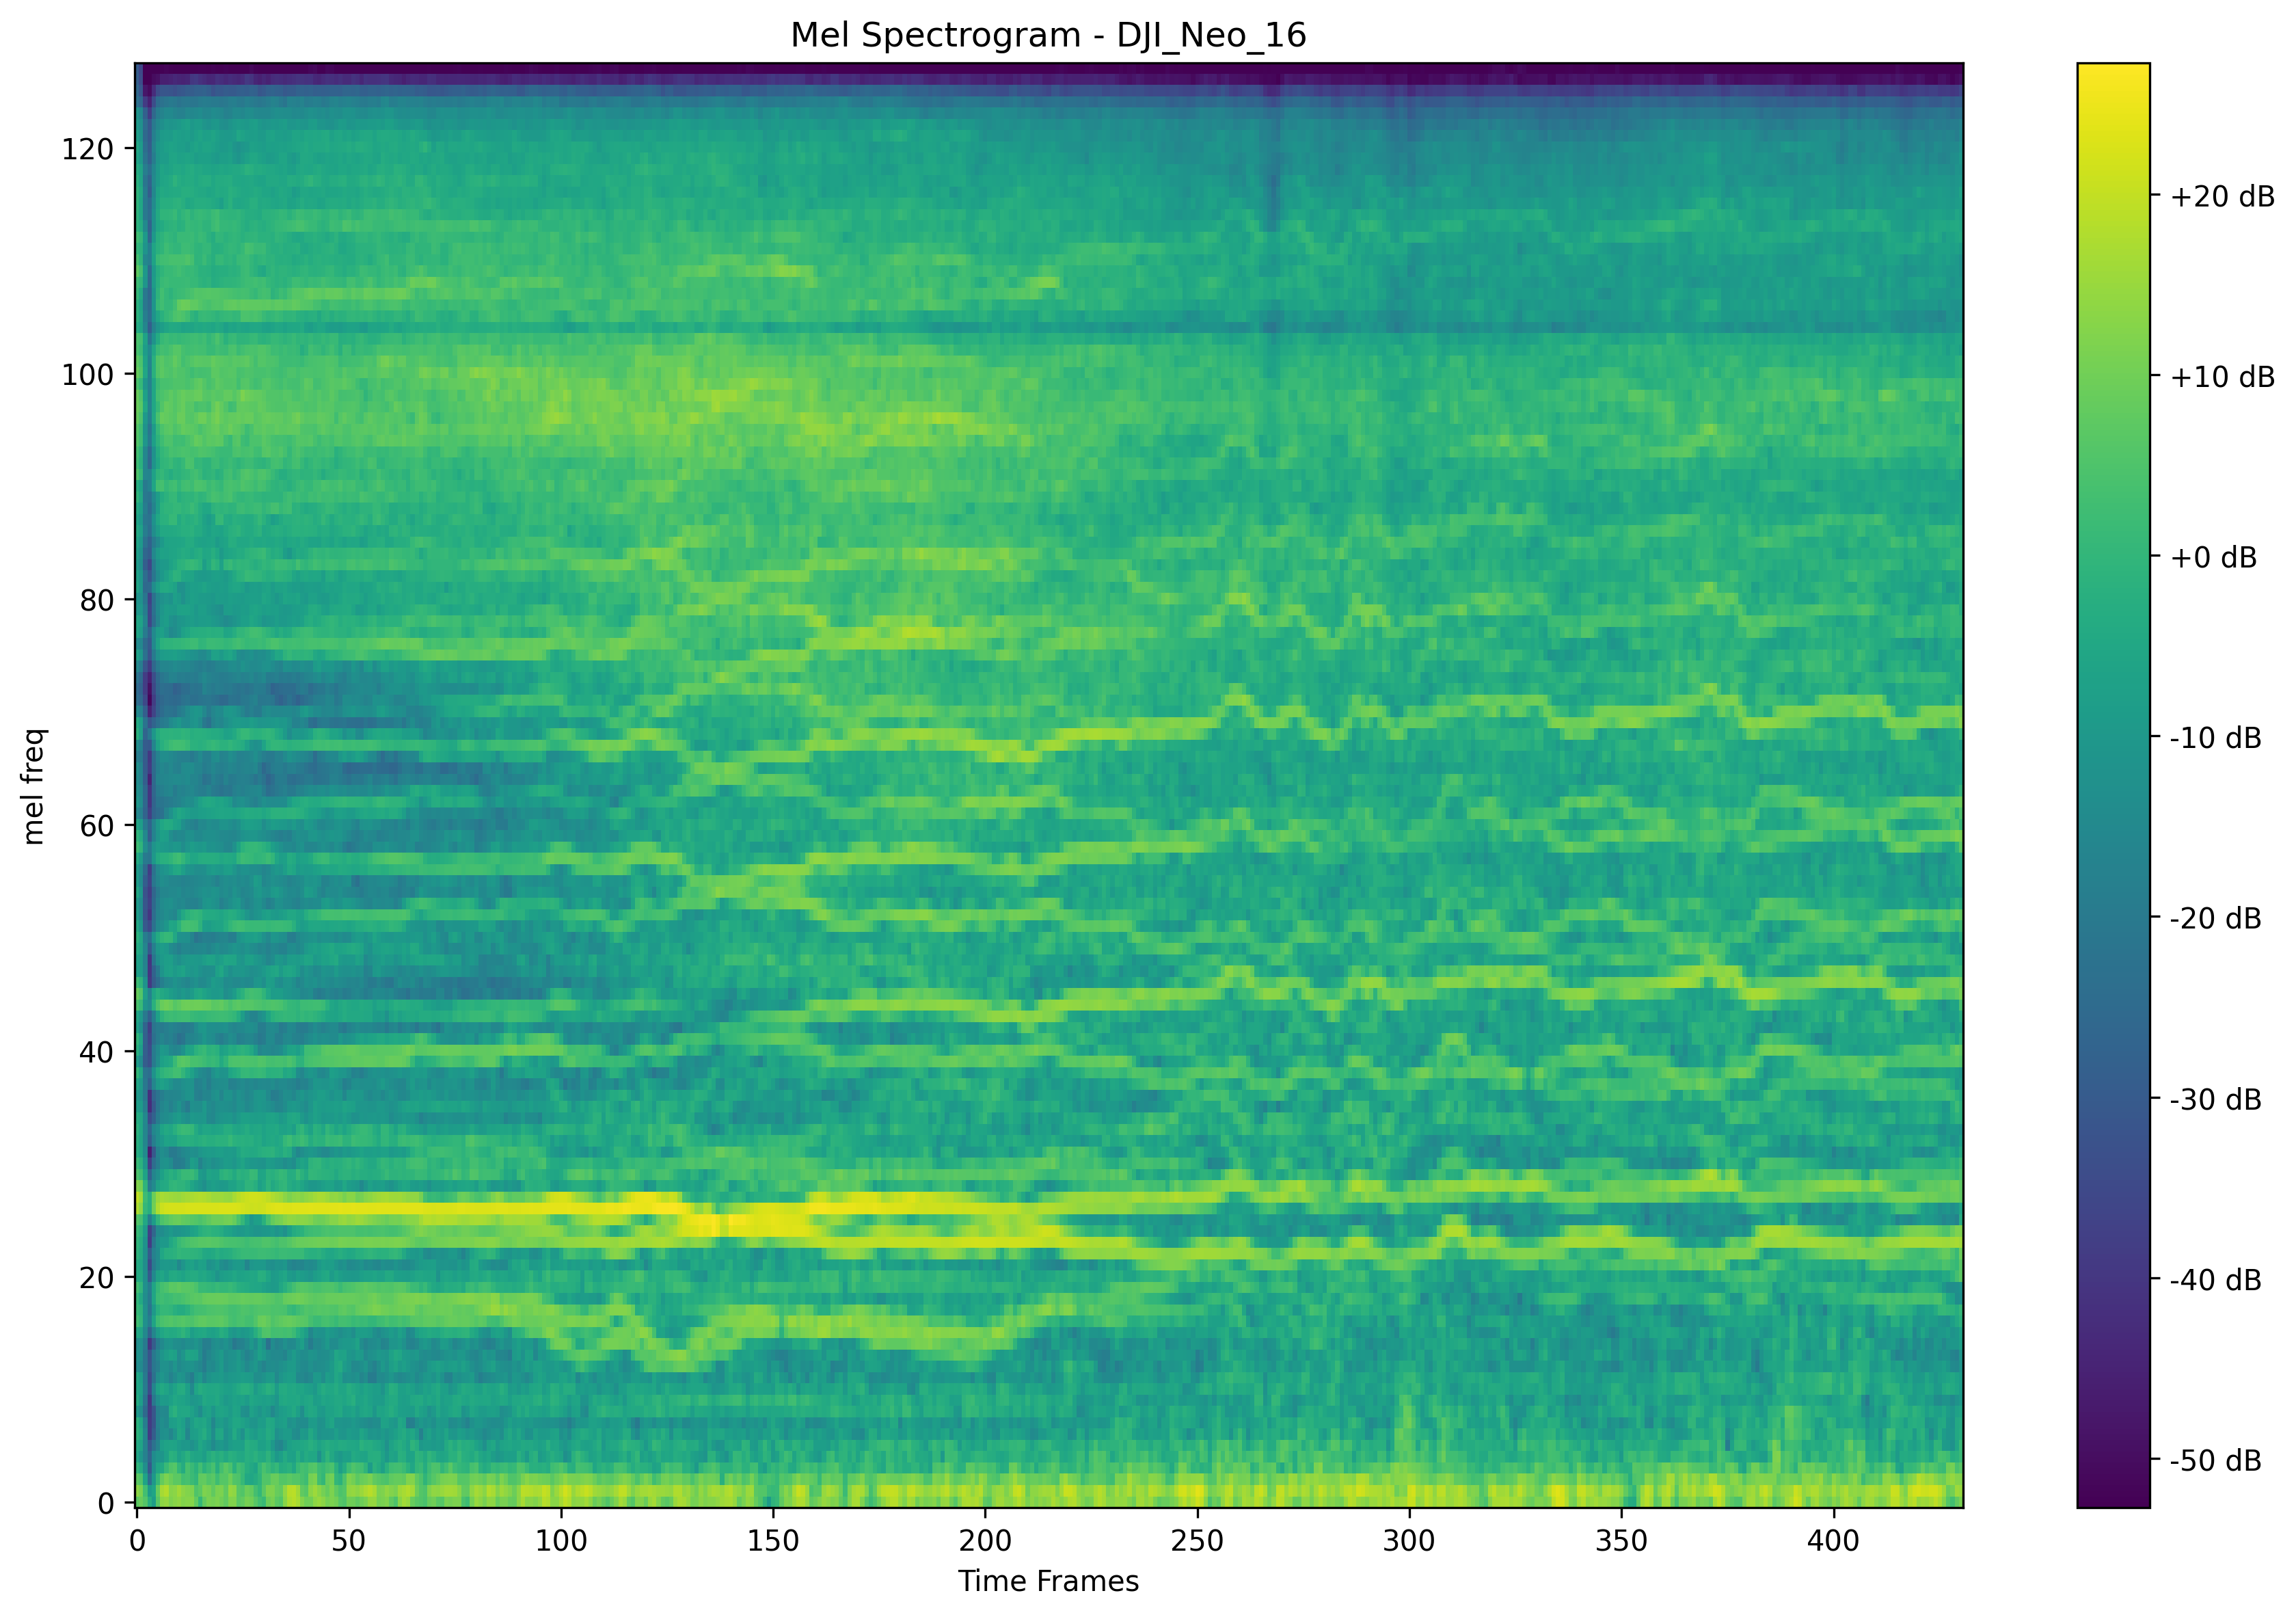 Mel Spectrogram - DJI_Neo_16
mel freq
120
100
80
60
40
20
0
0 50 100 150 200 250 300 350 400
Time Frames
+20 dB
+10 dB
+0 dB
-10 dB
-20 dB
-30 dB
-40 dB
-50 dB